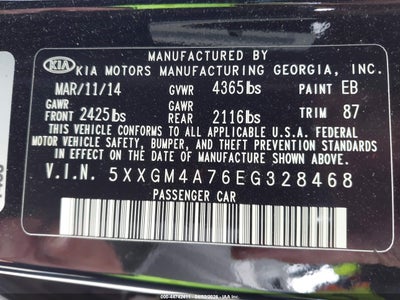 MANUFACTURED BY
KIA KIA MOTORS MANUFACTURING GEORGIA, INC.
MAR/11/14 GVWR 4365lbs PAINT EB
GAWR GAWR
FRONT 2425lbs REAR 2116lbs TRIM 87
THIS VEHICLE CONFORMS TO ALL APPLICABLE FEDERAL
MOTOR VEHICLE SAFETY, BUMPER, AND THEFT STANDARDS
IN EFFECT ON THE DATE OF MANUFACTURE SHOWN ABOVE.
V.I.N. 5XXGM4A76EG328468
PASSENGER CAR